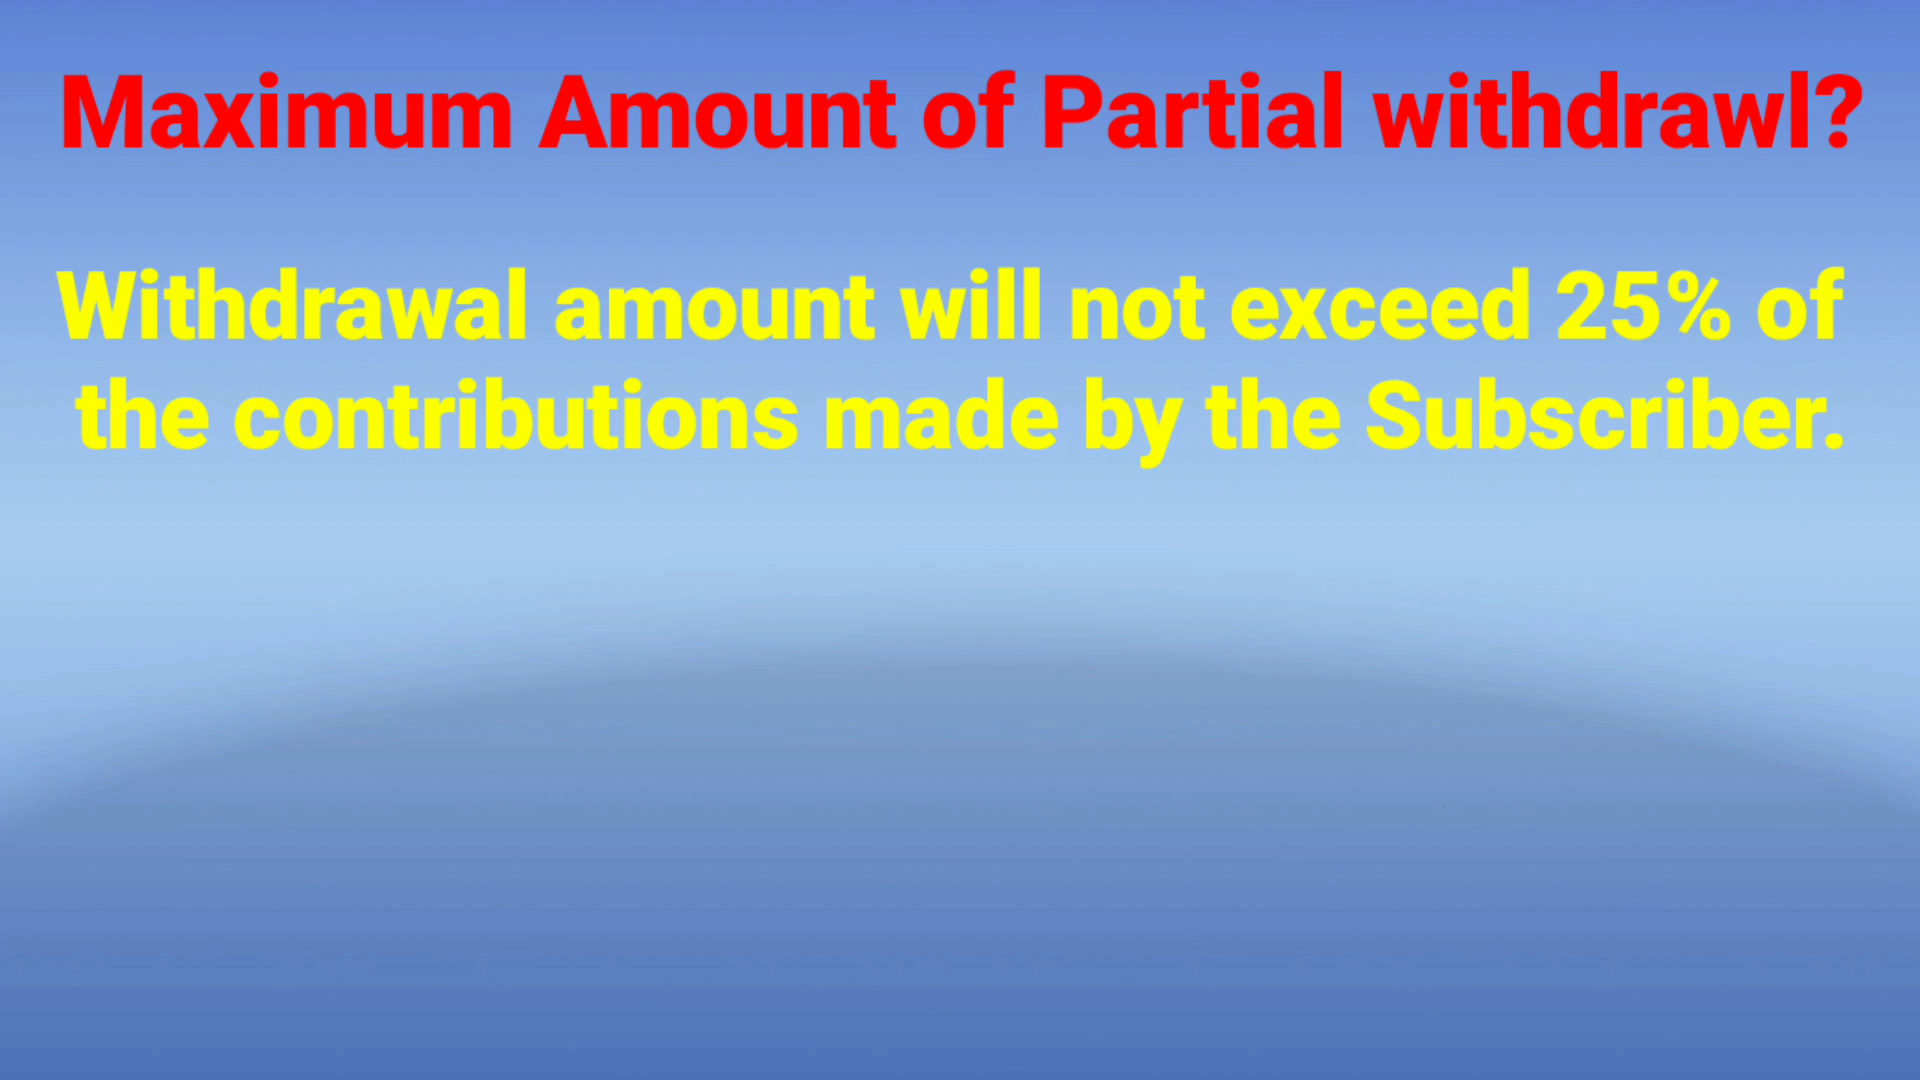 Maximum Amount of Partial withdrawl?
Withdrawal amount will not exceed 25% of
the contributions made by the Subscriber.